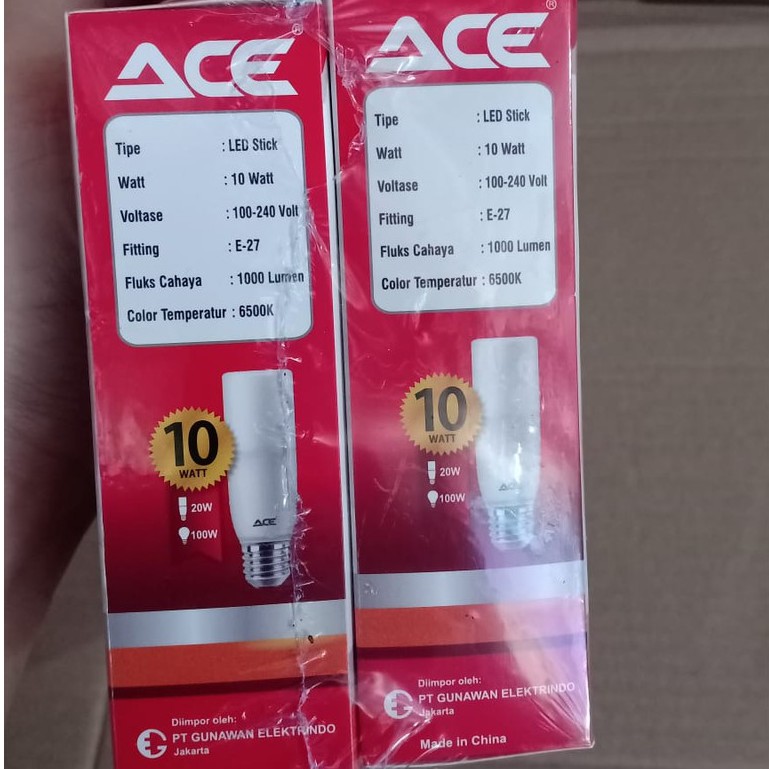 ACE®
Tipe : LED Stick
Watt : 10 Watt
Voltase : 100-240 Volt
Fitting : E-27
Fluks Cahaya : 1000 Lumen
Color Temperatur : 6500K
10
WATT
20W
100W
ACE
Diimpor oleh:
PT GUNAWAN ELEKTRINDO
Jakarta
ACE®
Tipe : LED Stick
Watt : 10 Watt
Voltase : 100-240 Volt
Fitting : E-27
Fluks Cahaya : 1000 Lumen
Color Temperatur : 6500K
10
WATT
20W
100W
ACE
Diimpor oleh:
PT GUNAWAN ELEKTRINDO
Jakarta
Made in China